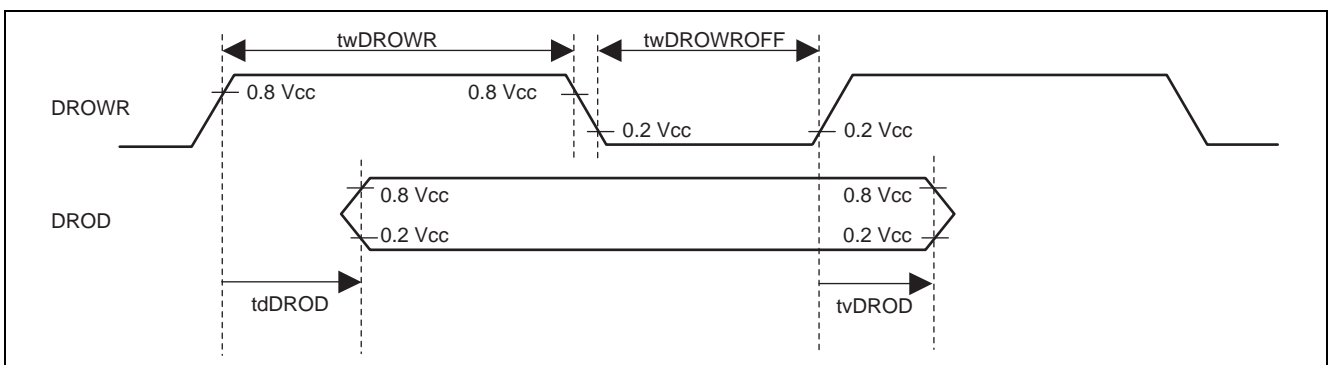 twDROWR twDROWROFF
DROWR 0.8 Vcc 0.8 Vcc
0.2 Vcc 0.2 Vcc
DROD 0.8 Vcc 0.8 Vcc
0.2 Vcc 0.2 Vcc
tdDROD tvDROD